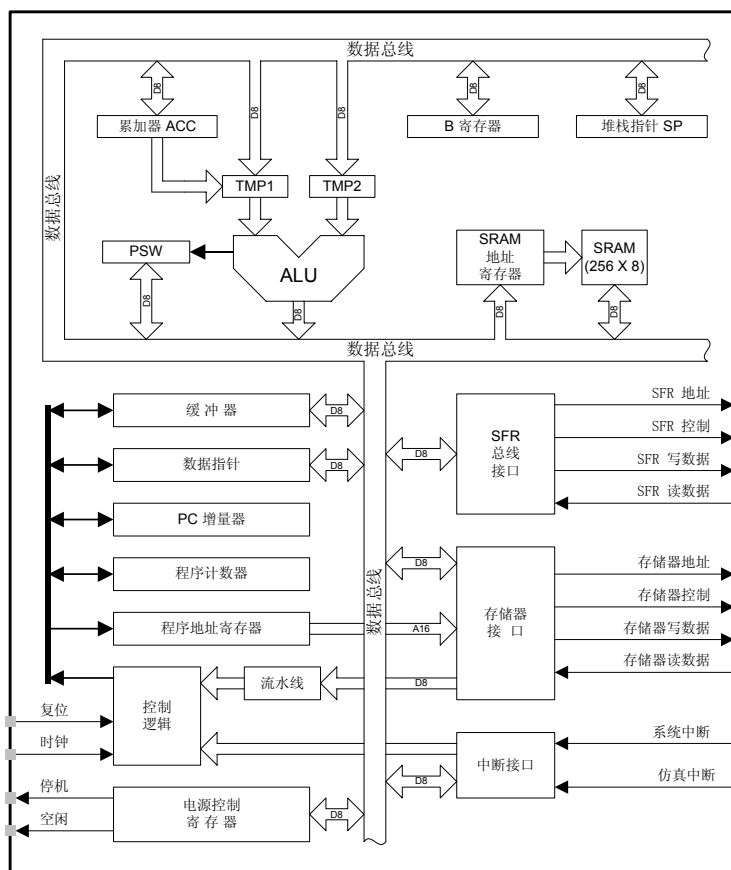 数据总线
D8
D8
D8
D8
D8
累加器 ACC
B 寄存器
堆栈指针 SP
TMP1
TMP2
数据总线
PSW
ALU
SRAM
地址
寄存器
SRAM
(256 X 8)
D8
D8
D8
D8
数据总线
缓 冲 器
D8
数据指针
D8
PC 增量器
程序计数器
程序地址寄存器
A16
数据总线
D8
SFR
总线
接口
SFR 地址
SFR 控制
SFR 写数据
SFR 读数据
D8
存储器
接 口
存储器地址
存储器控制
存储器写数据
存储器读数据
控制
逻辑
流水线
D8
复位
时钟
中断接口
D8
系统中断
仿真中断
停机
空闲
电源控制
寄 存 器
D8